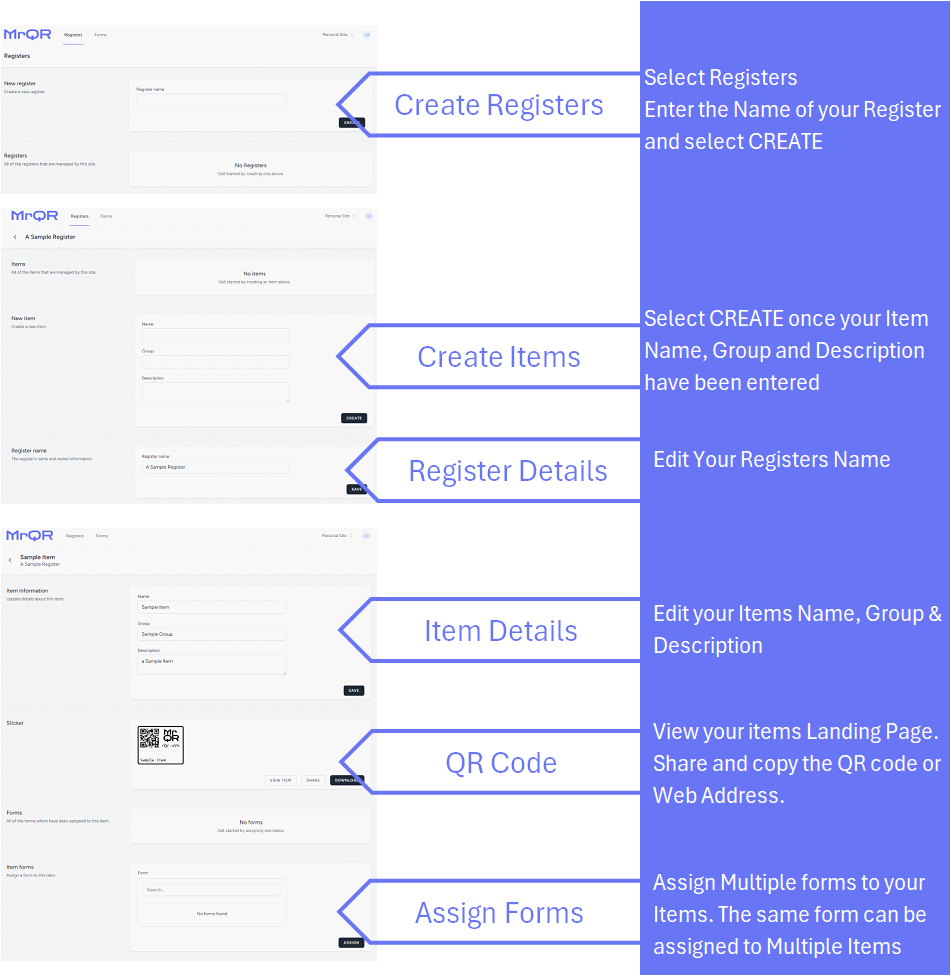 MrQR Registers Forms Personal Site QR
Registers
New register
Create a new register.
Register name
CREATE
Registers
All of the registers that are managed by this site.
No Registers
Get started by creating one above.
Create Registers
Select Registers
Enter the Name of your Register
and select CREATE
MrQR Registers Forms Personal Site QR
A Sample Register
Items
All of the items that are managed by this site.
No items
Get started by creating an item above.
New item
Create a new item.
Name
Group
Description
CREATE
Create Items
Select CREATE once your Item
Name, Group and Description
have been entered
Register name
The register's name and owner information.
Register name
A Sample Register
SAVE
Register Details
Edit Your Registers Name
MrQR Registers Forms Personal Site QR
Sample Item
A Sample Register
Item Information
Update details about this item.
Name
Sample Item
Group
Sample Group
Description
a Sample Item
SAVE
Item Details
Edit your Items Name, Group &
Description
Sticker
Mr
QR
Sample Item
VIEW ITEM SHARE DOWNLOAD
QR Code
View your items Landing Page.
Share and copy the QR code or
Web Address.
Forms
All of the forms which have been assigned to this item.
No forms
Get started by assigning one below.
Item forms
Assign a form to this item.
Form
Search...
No forms found
ASSIGN
Assign Forms
Assign Multiple forms to your
Items. The same form can be
assigned to Multiple Items